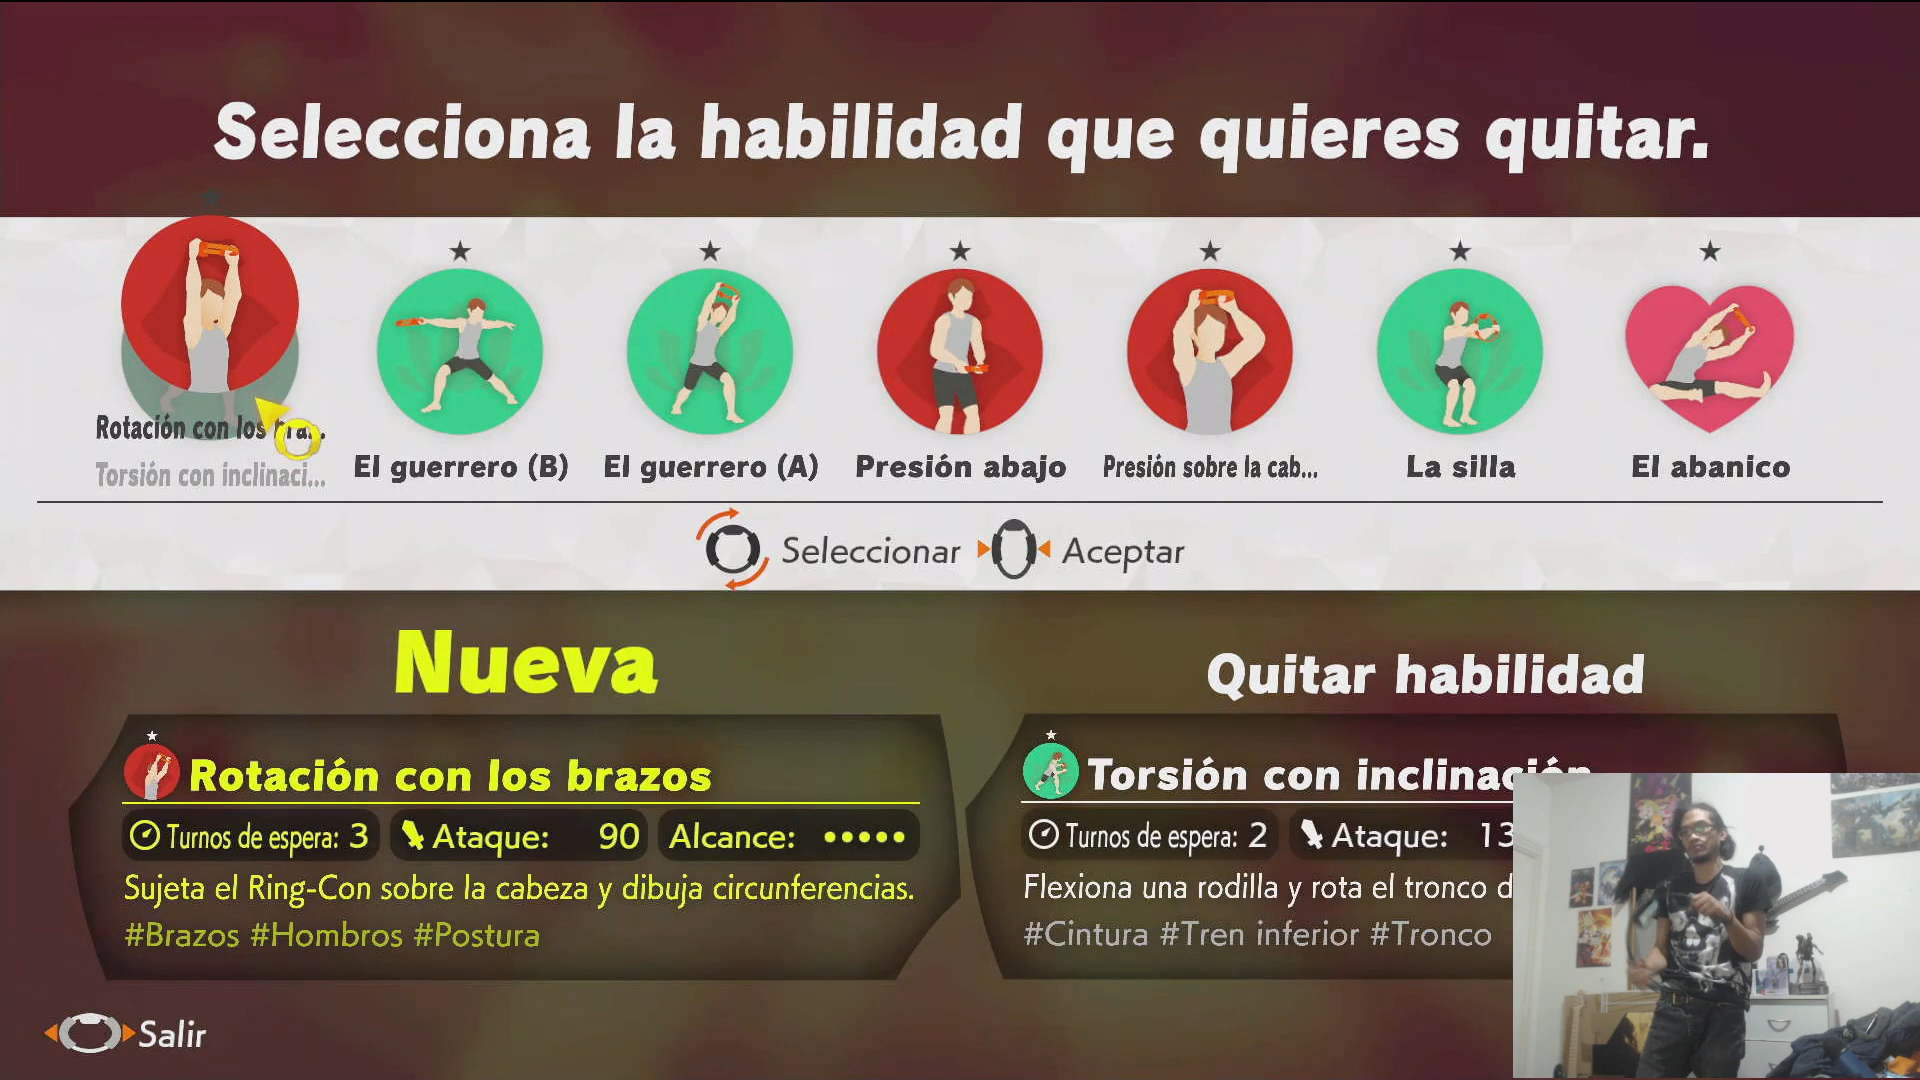 Selecciona la habilidad que quieres quitar.
Rotación con los bra...
Torsión con inclinaci...
El guerrero (B)
El guerrero (A)
Presión abajo
Presión sobre la cab...
La silla
El abanico
Seleccionar
Aceptar
Nueva
Rotación con los brazos
Turnos de espera: 3
Ataque: 90
Alcance: •••••
Sujeta el Ring-Con sobre la cabeza y dibuja circunferencias.
#Brazos #Hombros #Postura
Quitar habilidad
Torsión con inclinación
Turnos de espera: 2
Ataque: 13
Flexiona una rodilla y rota el tronco d
#Cintura #Tren inferior #Tronco
Salir